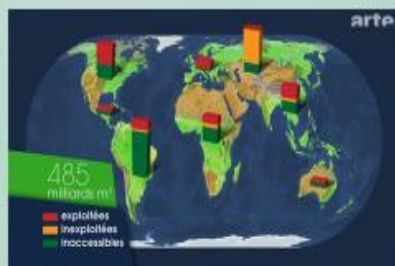 arte
485
milliards m³
exploitées
inexploitées
inaccessibles